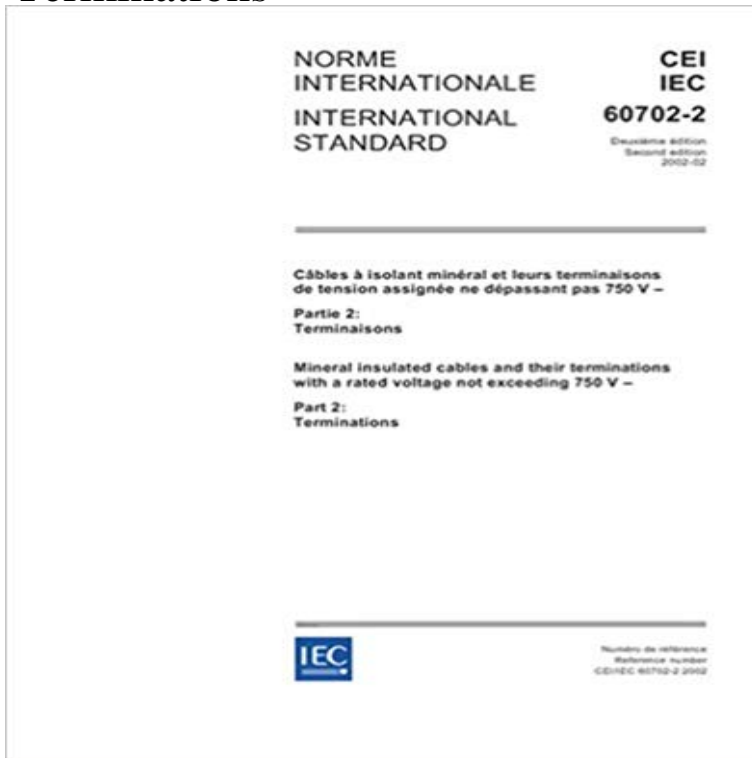 Terminations
NORME
INTERNATIONALE
CEI
IEC
INTERNATIONAL
STANDARD
60702-2
Deuxième édition
Second edition
2002-02
Câbles à isolant minéral et leurs terminaisons
de tension assignée ne dépassant pas 750 V –
Partie 2:
Terminaisons
Mineral insulated cables and their terminations
with a rated voltage not exceeding 750 V –
Part 2:
Terminations
IEC
Numéro de référence
Reference number
CEI/IEC 60702-2:2002